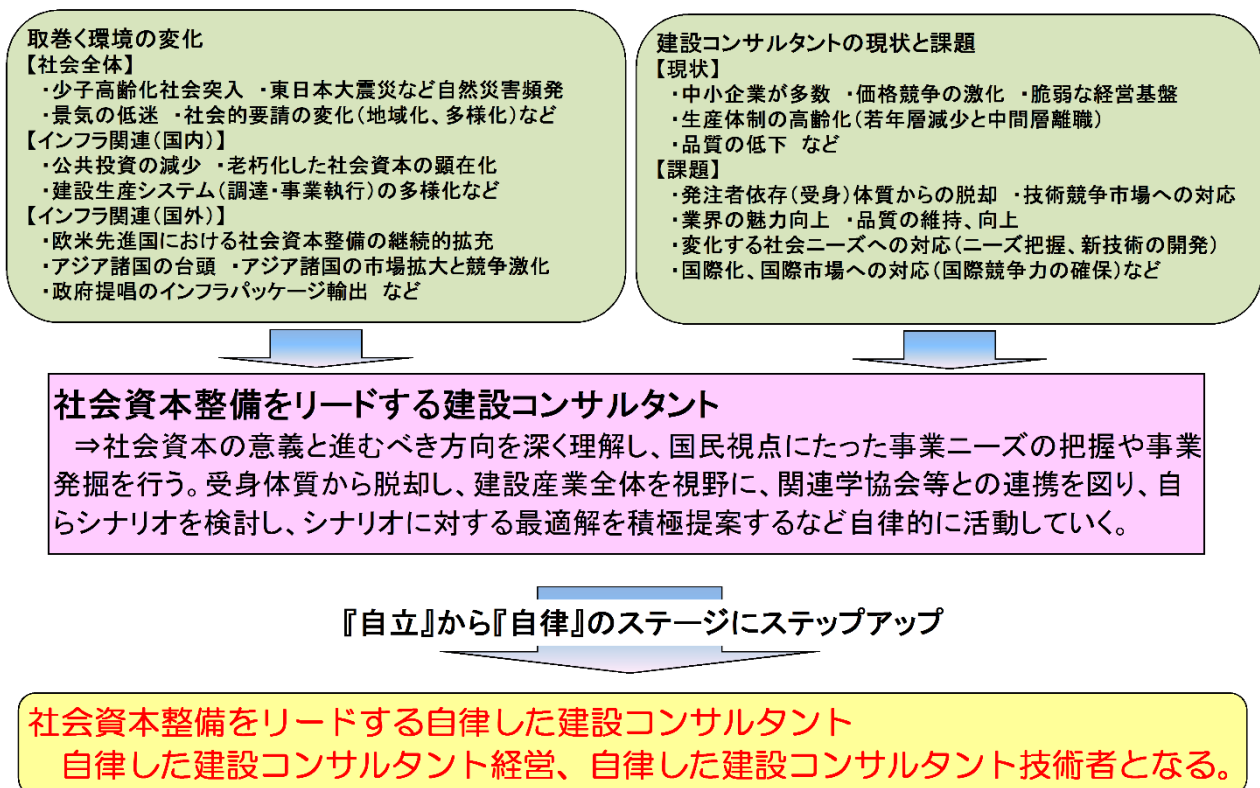 取巻く環境の変化
【社会全体】
・少子高齢化社会突入 ・東日本大震災など自然災害頻発
・景気の低迷 ・社会的要請の変化(地域化、多様化)など
【インフラ関連(国内)】
・公共投資の減少 ・老朽化した社会資本の顕在化
・建設生産システム(調達・事業執行)の多様化など
【インフラ関連(国外)】
・欧米先進国における社会資本整備の継続的拡充
・アジア諸国の台頭 ・アジア諸国の市場拡大と競争激化
・政府提唱のインフラパッケージ輸出 など
建設コンサルタントの現状と課題
【現状】
・中小企業が多数 ・価格競争の激化 ・脆弱な経営基盤
・生産体制の高齢化(若年層減少と中間層離職)
・品質の低下 など
【課題】
・発注者依存(受身)体質からの脱却 ・技術競争市場への対応
・業界の魅力向上 ・品質の維持、向上
・変化する社会ニーズへの対応(ニーズ把握、新技術の開発)
・国際化、国際市場への対応(国際競争力の確保)など
社会資本整備をリードする建設コンサルタント
⇒社会資本の意義と進むべき方向を深く理解し、国民視点にたった事業ニーズの把握や事業
発掘を行う。受身体質から脱却し、建設産業全体を視野に、関連学協会等との連携を図り、自
らシナリオを検討し、シナリオに対する最適解を積極提案するなど自律的に活動していく。
『自立』から『自律』のステージにステップアップ
社会資本整備をリードする自律した建設コンサルタント
自律した建設コンサルタント経営、自律した建設コンサルタント技術者となる。